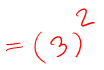 = (3)²